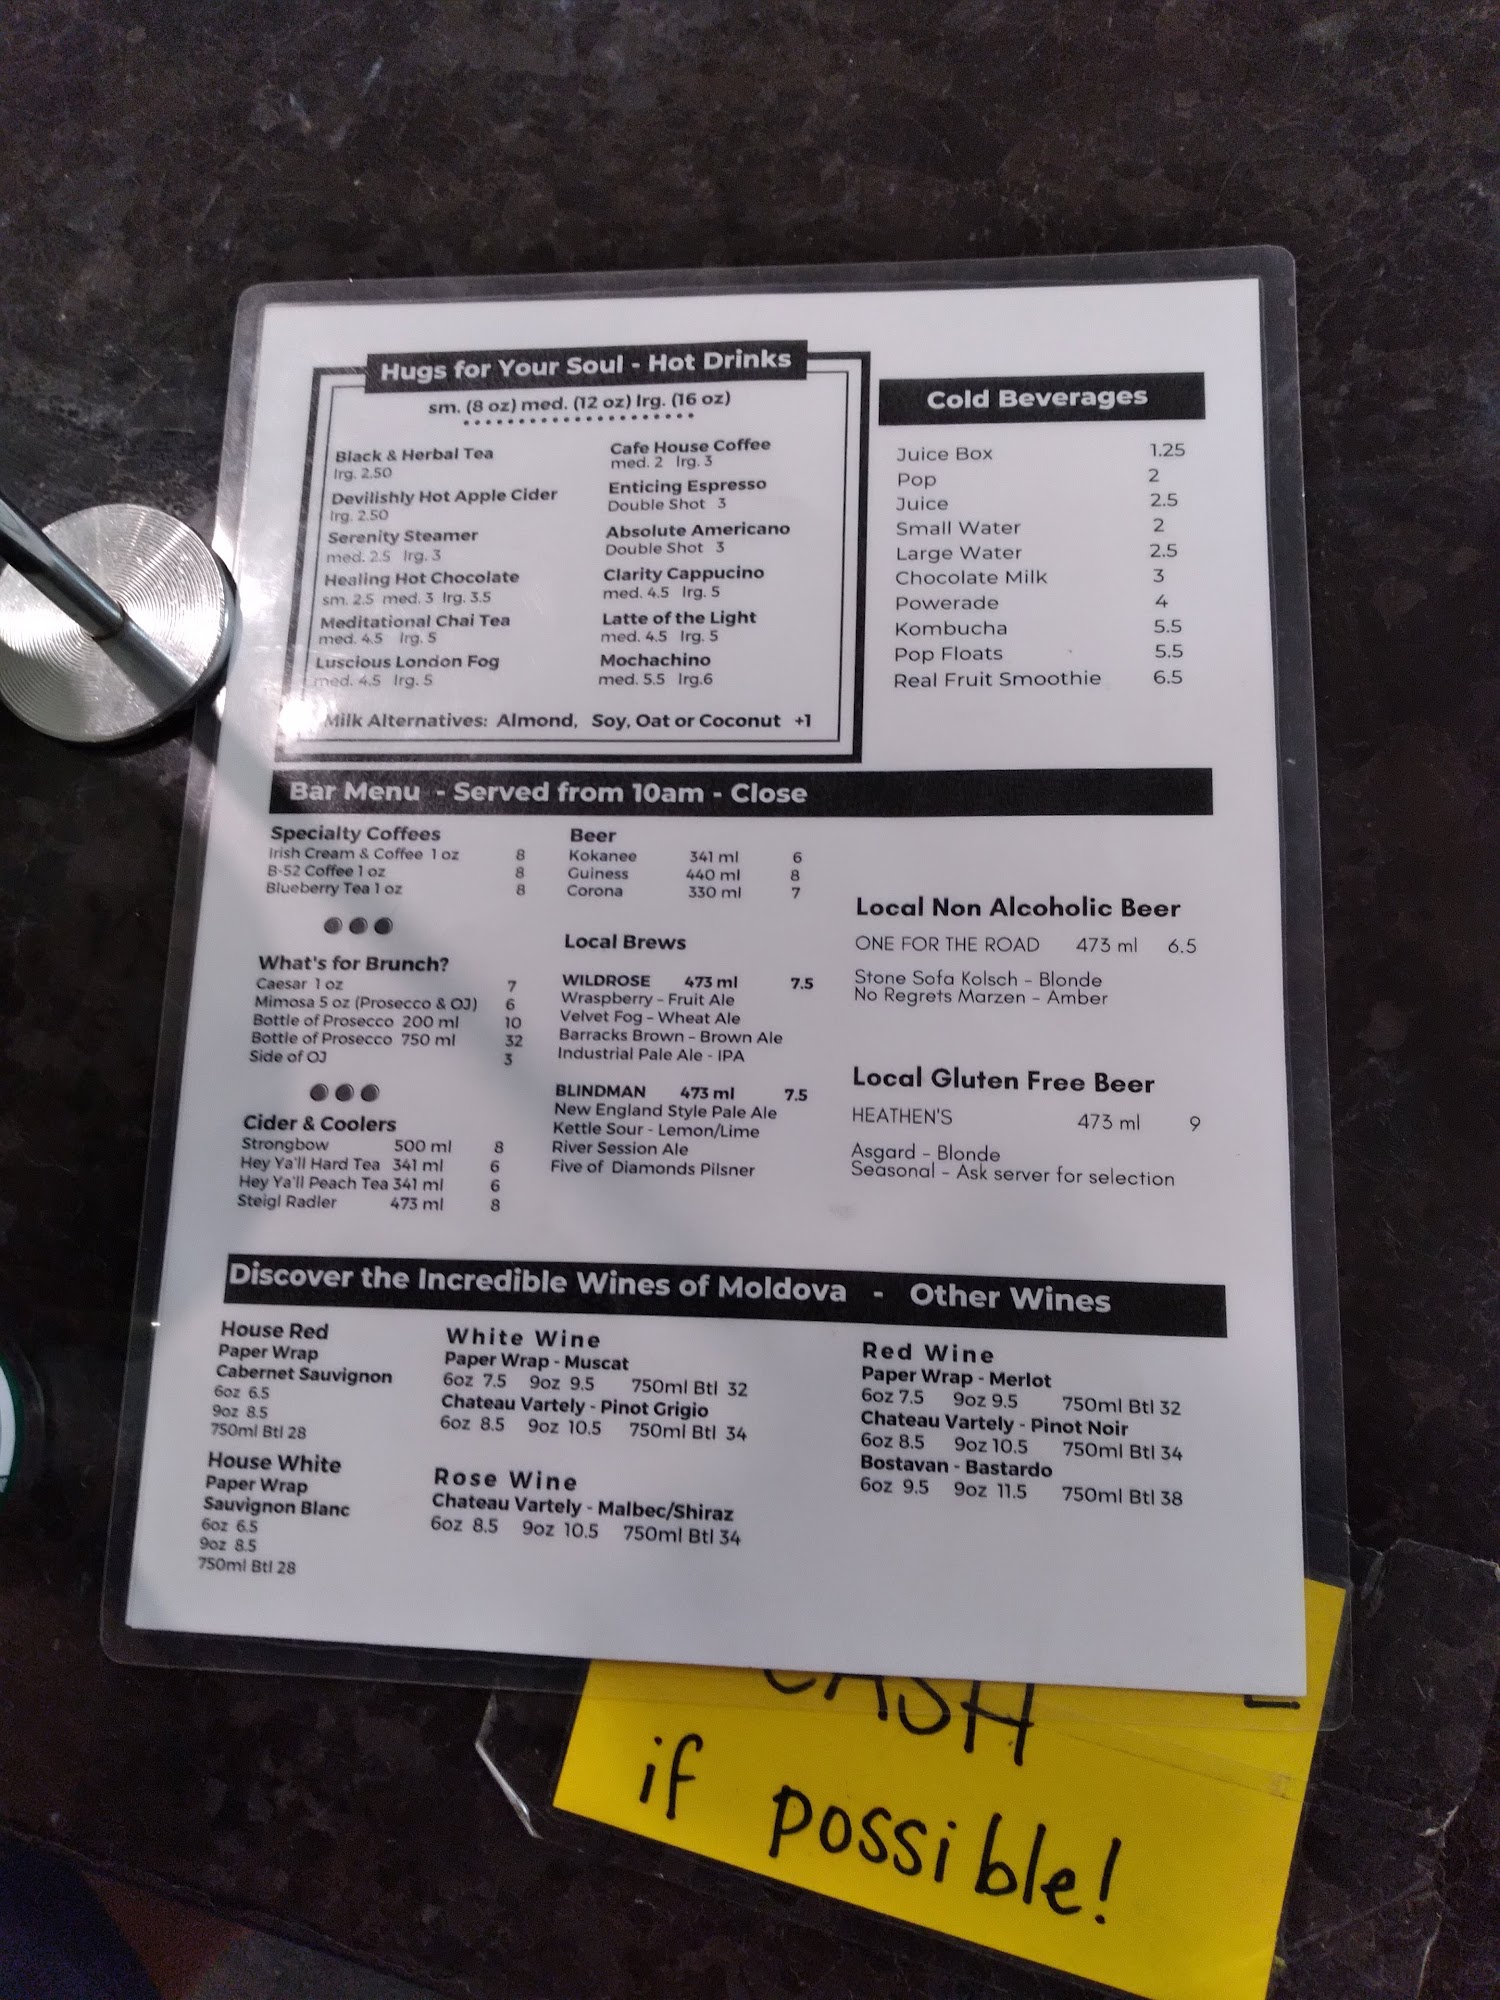 Hugs for Your Soul - Hot Drinks
sm. (8 oz) med. (12 oz) lrg. (16 oz)
Black & Herbal Tea
lrg. 2.50
Devilishly Hot Apple Cider
lrg. 2.50
Serenity Steamer
med. 2.5 lrg. 3
Healing Hot Chocolate
sm. 2.5 med. 3 lrg. 3.5
Meditational Chai Tea
med. 4.5 lrg. 5
Luscious London Fog
med. 4.5 lrg. 5
Cafe House Coffee
med. 2 lrg. 3
Enticing Espresso
Double Shot 3
Absolute Americano
Double Shot 3
Clarity Cappucino
med. 4.5 lrg. 5
Latte of the Light
med. 4.5 lrg. 5
Mochachino
med. 5.5 lrg.6
Milk Alternatives: Almond, Soy, Oat or Coconut +1
Cold Beverages
Juice Box 1.25
Pop 2
Juice 2.5
Small Water 2
Large Water 2.5
Chocolate Milk 3
Powerade 4
Kombucha 5.5
Pop Floats 5.5
Real Fruit Smoothie 6.5
Bar Menu - Served from 10am - Close
Specialty Coffees
Irish Cream & Coffee 1 oz 8
B-52 Coffee 1 oz 8
Blueberry Tea 1 oz 8
What's for Brunch?
Caesar 1 oz 7
Mimosa 5 oz (Prosecco & OJ) 6
Bottle of Prosecco 200 ml 10
Bottle of Prosecco 750 ml 32
Side of OJ 3
Cider & Coolers
Strongbow 500 ml 8
Hey Ya'll Hard Tea 341 ml 6
Hey Ya'll Peach Tea 341 ml 6
Steigl Radler 473 ml 8
Beer
Kokanee 341 ml 6
Guiness 440 ml 8
Corona 330 ml 7
Local Brews
WILDROSE 473 ml 7.5
Wraspberry - Fruit Ale
Velvet Fog - Wheat Ale
Barracks Brown - Brown Ale
Industrial Pale Ale - IPA
BLINDMAN 473 ml 7.5
New England Style Pale Ale
Kettle Sour - Lemon/Lime
River Session Ale
Five of Diamonds Pilsner
Local Non Alcoholic Beer
ONE FOR THE ROAD 473 ml 6.5
Stone Sofa Kolsch - Blonde
No Regrets Marzen - Amber
Local Gluten Free Beer
HEATHEN'S 473 ml 9
Asgard - Blonde
Seasonal - Ask server for selection
Discover the Incredible Wines of Moldova - Other Wines
House Red
Paper Wrap
Cabernet Sauvignon
6oz 6.5
9oz 8.5
750ml Btl 28
House White
Paper Wrap
Sauvignon Blanc
6oz 6.5
9oz 8.5
750ml Btl 28
White Wine
Paper Wrap - Muscat
6oz 7.5 9oz 9.5 750ml Btl 32
Chateau Vartely - Pinot Grigio
6oz 8.5 9oz 10.5 750ml Btl 34
Rose Wine
Chateau Vartely - Malbec/Shiraz
6oz 8.5 9oz 10.5 750ml Btl 34
Red Wine
Paper Wrap - Merlot
6oz 7.5 9oz 9.5 750ml Btl 32
Chateau Vartely - Pinot Noir
6oz 8.5 9oz 10.5 750ml Btl 34
Bostavan - Bastardo
6oz 9.5 9oz 11.5 750ml Btl 38
CASH
if possible!